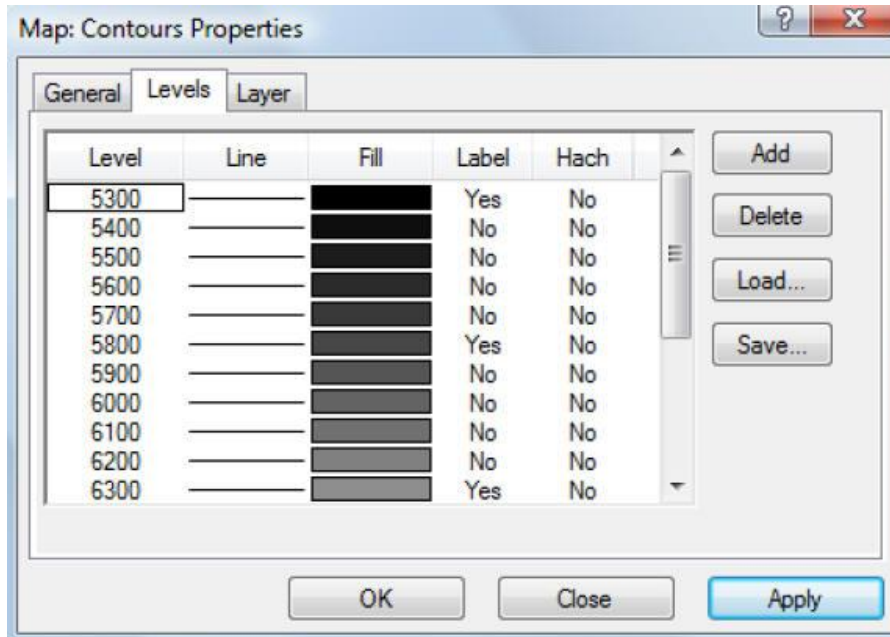 Map: Contours Properties
General Levels Layer
Level Line Fill Label Hach
5300 Yes No
5400 No No
5500 No No
5600 No No
5700 No No
5800 Yes No
5900 No No
6000 No No
6100 No No
6200 No No
6300 Yes No
Add
Delete
Load...
Save...
OK Close Apply